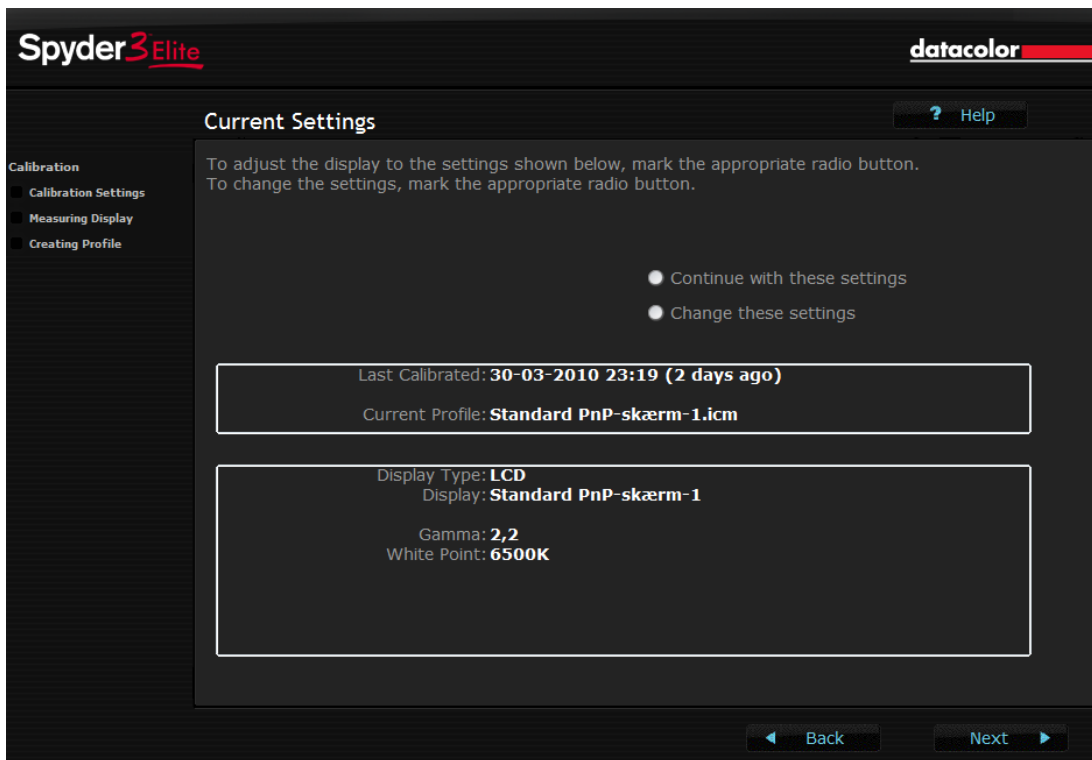 Spyder3Elite
datacolor
Current Settings
? Help
Calibration
Calibration Settings
Measuring Display
Creating Profile
To adjust the display to the settings shown below, mark the appropriate radio button.
To change the settings, mark the appropriate radio button.
Continue with these settings
Change these settings
Last Calibrated: 30-03-2010 23:19 (2 days ago)
Current Profile: Standard PnP-skærm-1.icm
Display Type: LCD
Display: Standard PnP-skærm-1
Gamma: 2,2
White Point: 6500K
Back
Next